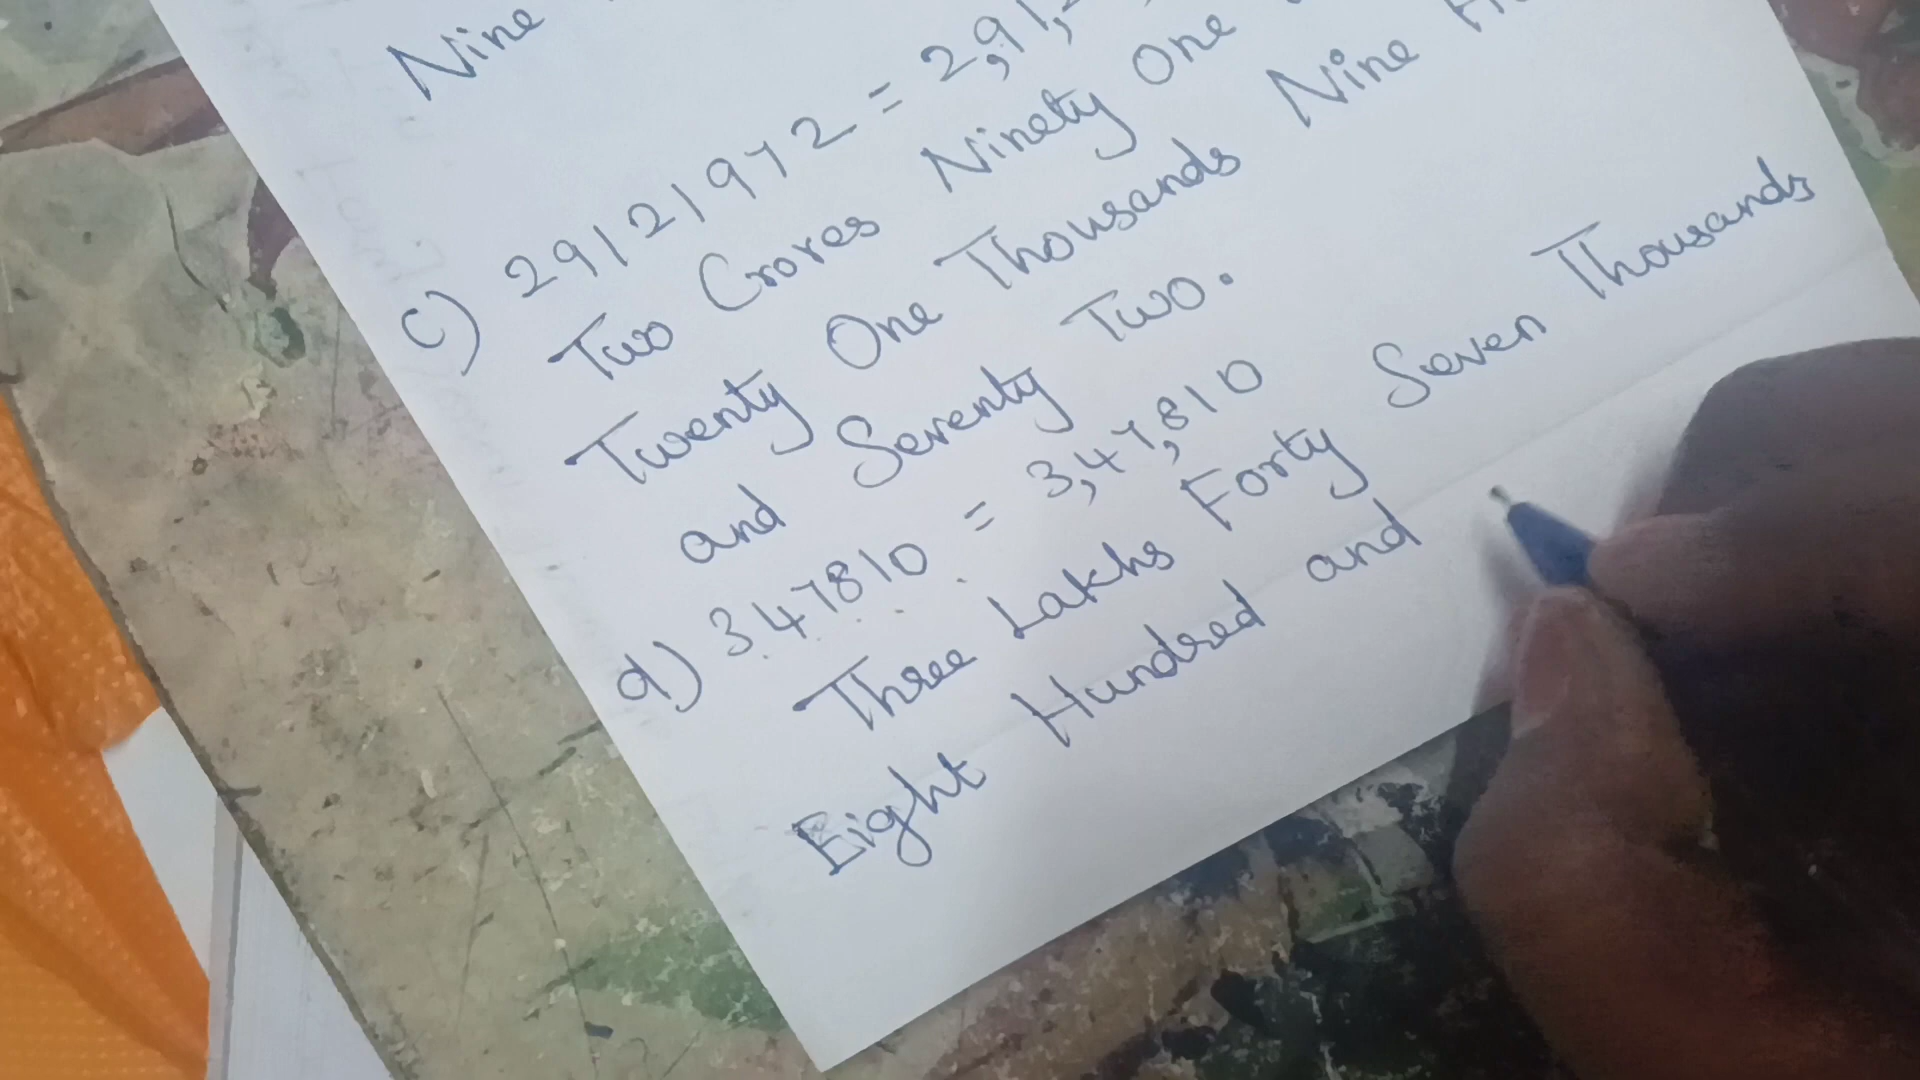 Nine
c) 29121972 = 2,91,
Two Crores Ninety One
Twenty One Thousands Nine
and Seventy Two.
d) 347810 = 3,47,810
Three Lakhs Forty Seven Thousands
Eight Hundred and